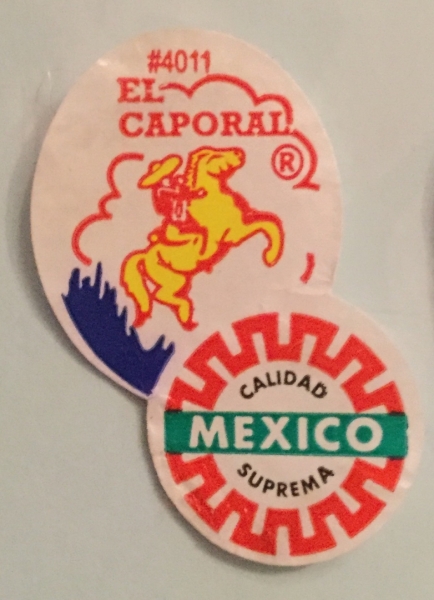 #4011
EL
CAPORAL
®
CALIDAD
MEXICO
SUPREMA